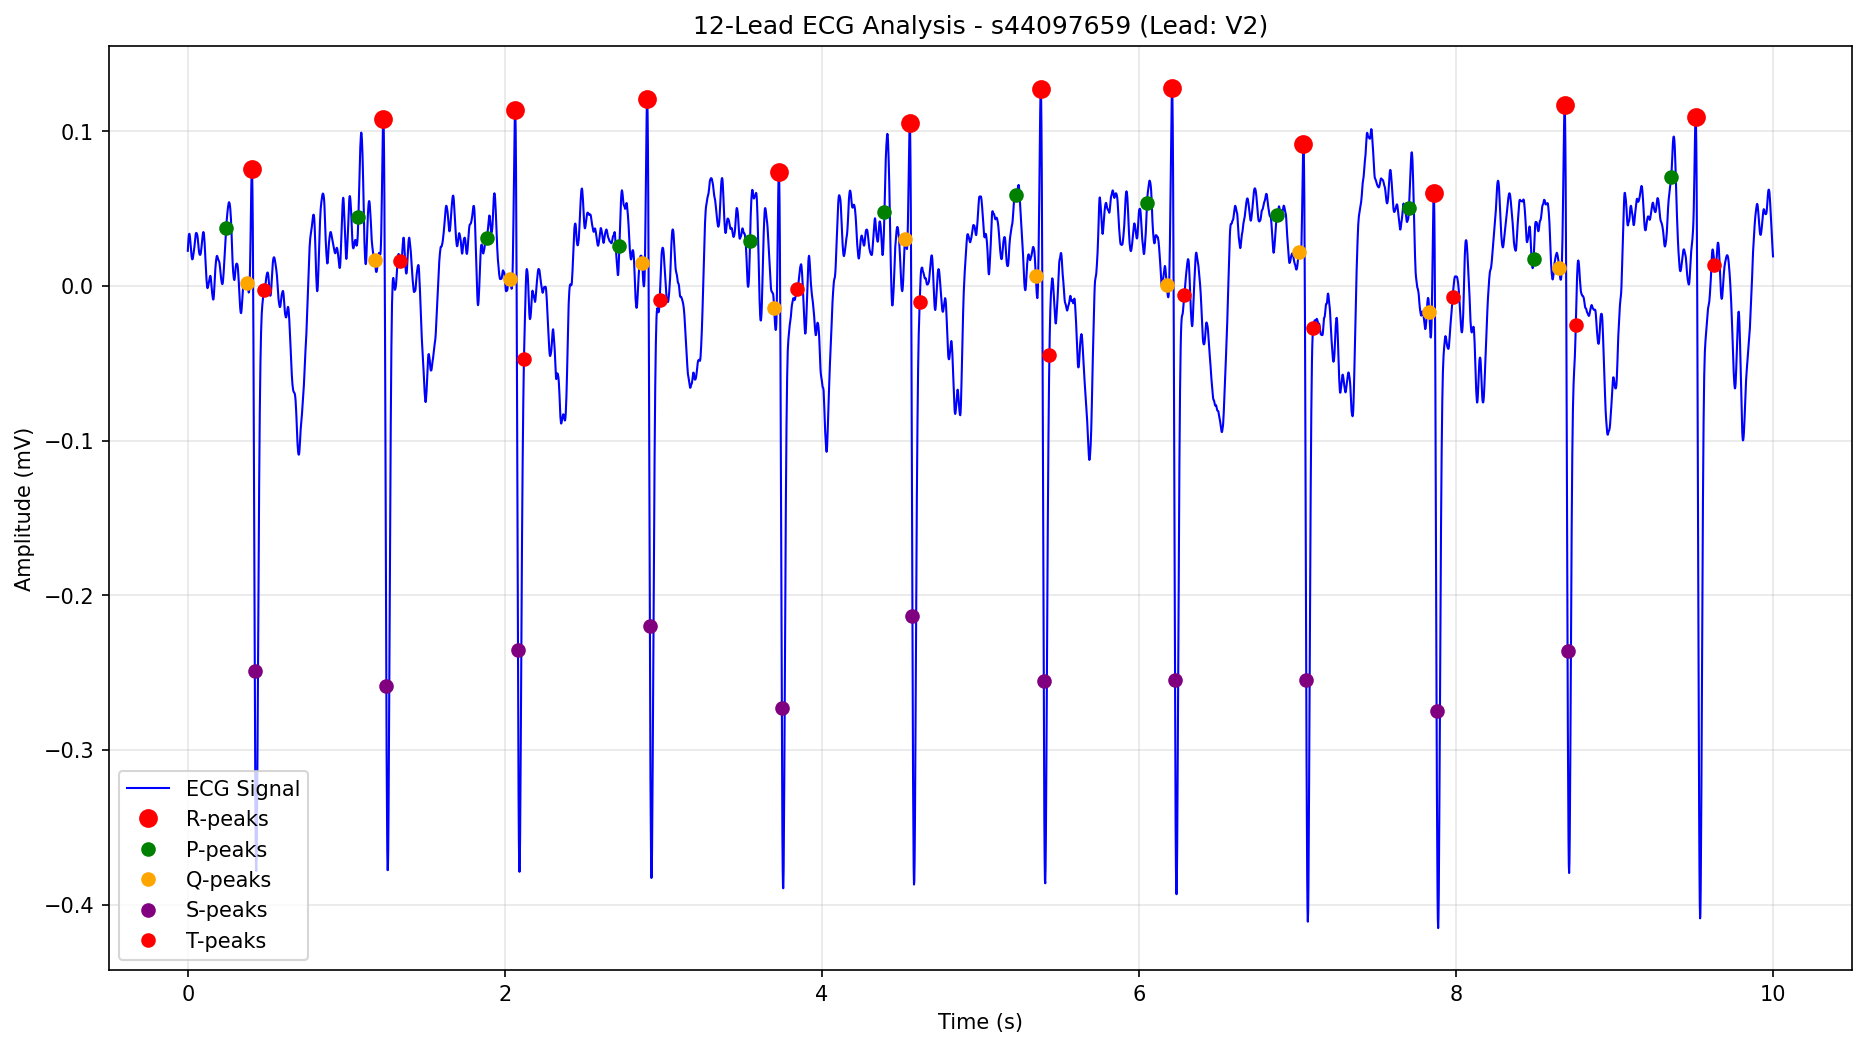 12-Lead ECG Analysis - s44097659 (Lead: V2)
0.1
0.0
−0.1
−0.2
−0.3
−0.4
Amplitude (mV)
ECG Signal
R-peaks
P-peaks
Q-peaks
S-peaks
T-peaks
0 2 4 6 8 10
Time (s)